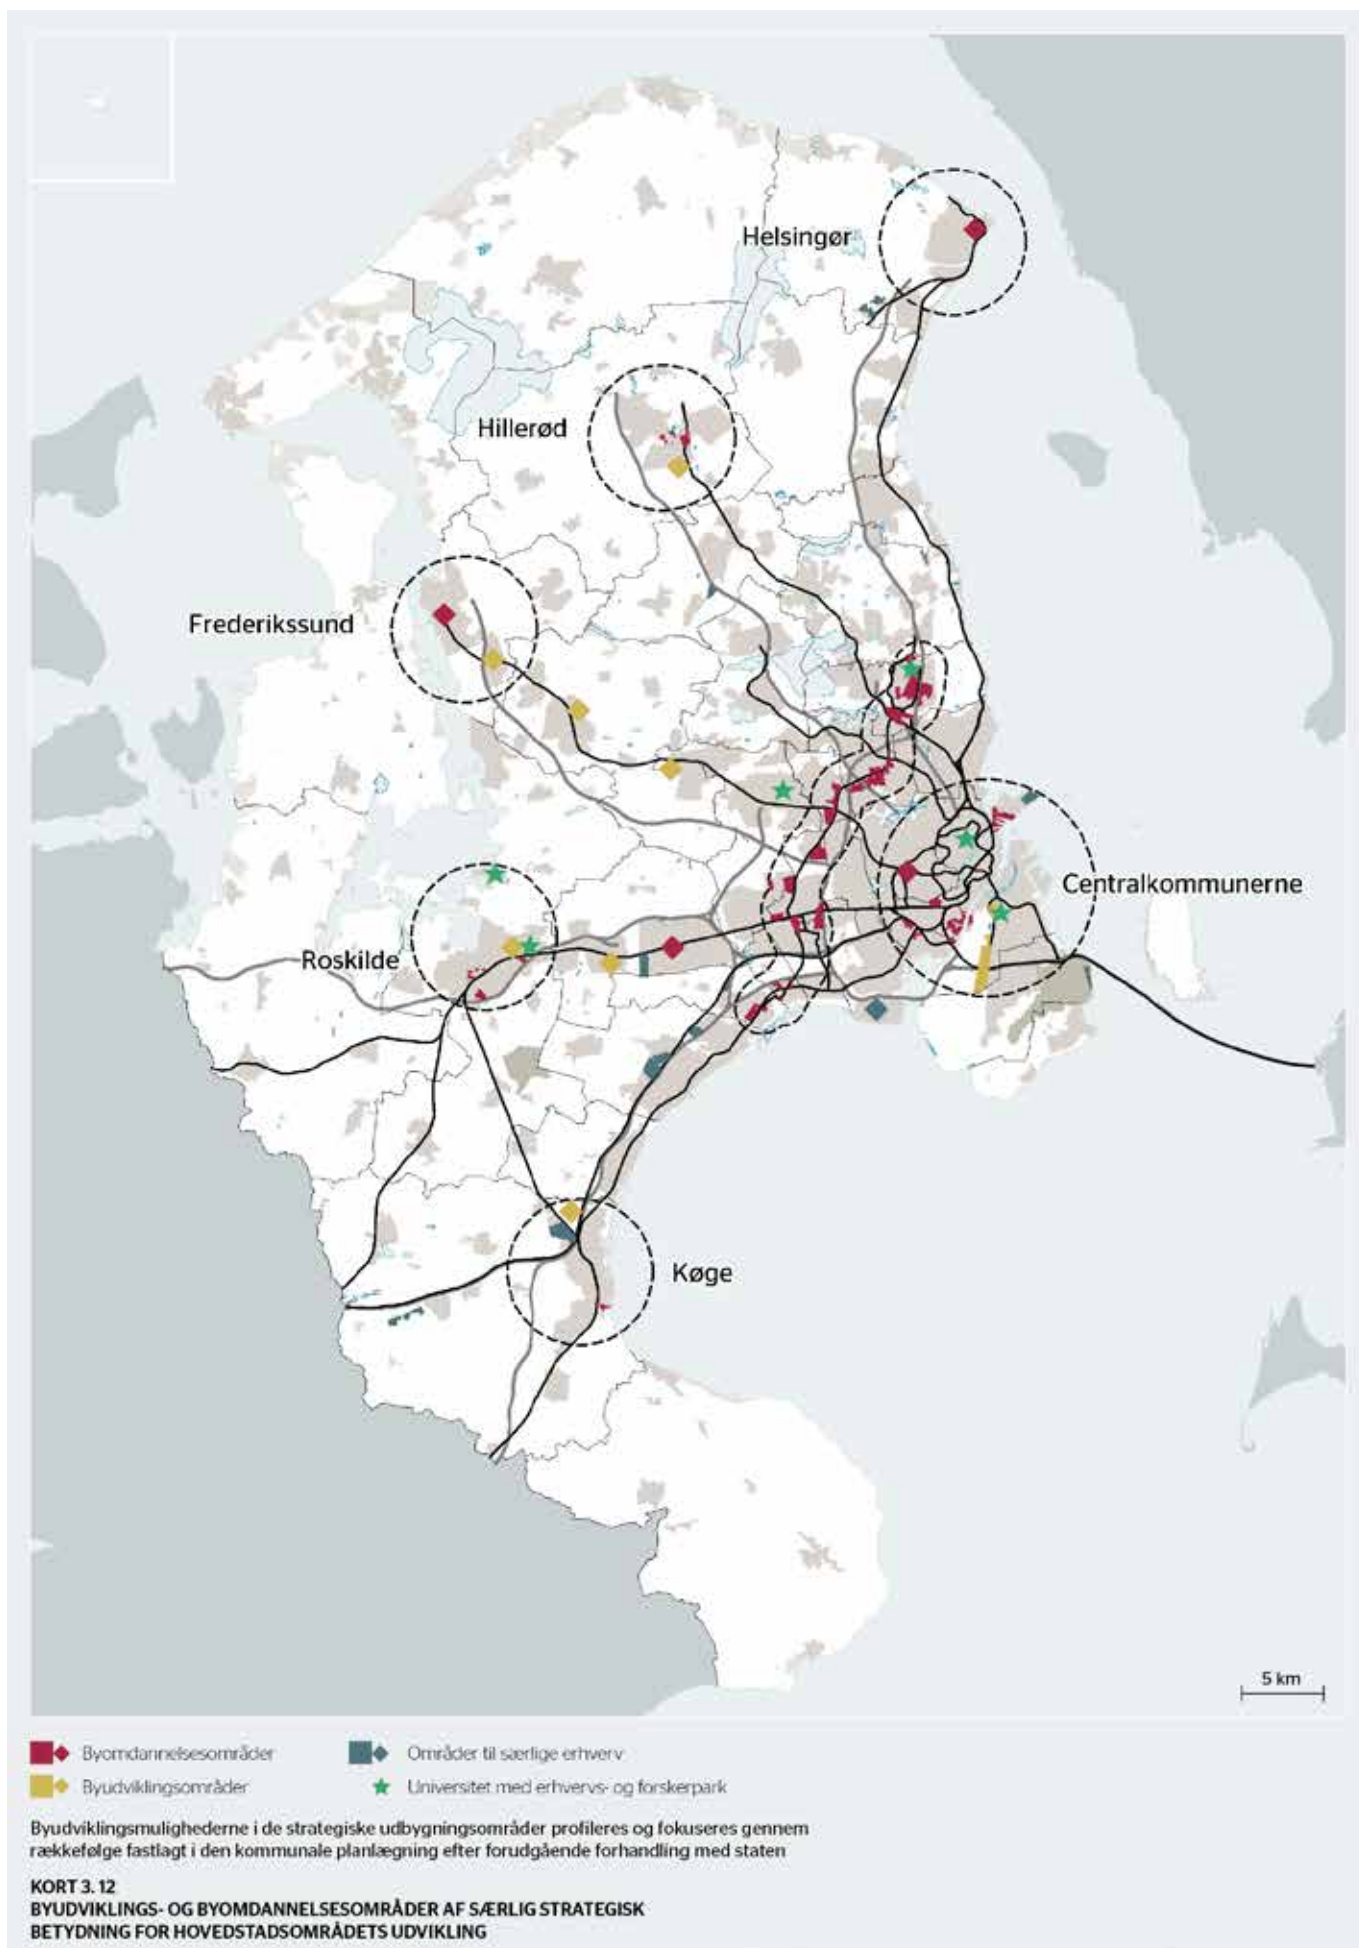 Helsingør
Hillerød
Frederikssund
Centralkommunerne
Roskilde
Køge
5 km
Byomdannelsesområder
Områder til særlige erhverv
Byudviklingsområder
Universitet med erhvervs- og forskerpark
Byudviklingsmulighederne i de strategiske udbygningsområder profileres og fokuseres gennem
rækkefølge fastlagt i den kommunale planlægning efter forudgående forhandling med staten
KORT 3. 12
BYUDVIKLINGS- OG BYOMDANNELSESOMRÅDER AF SÆRLIG STRATEGISK
BETYDNING FOR HOVEDSTADSOMRÅDETS UDVIKLING